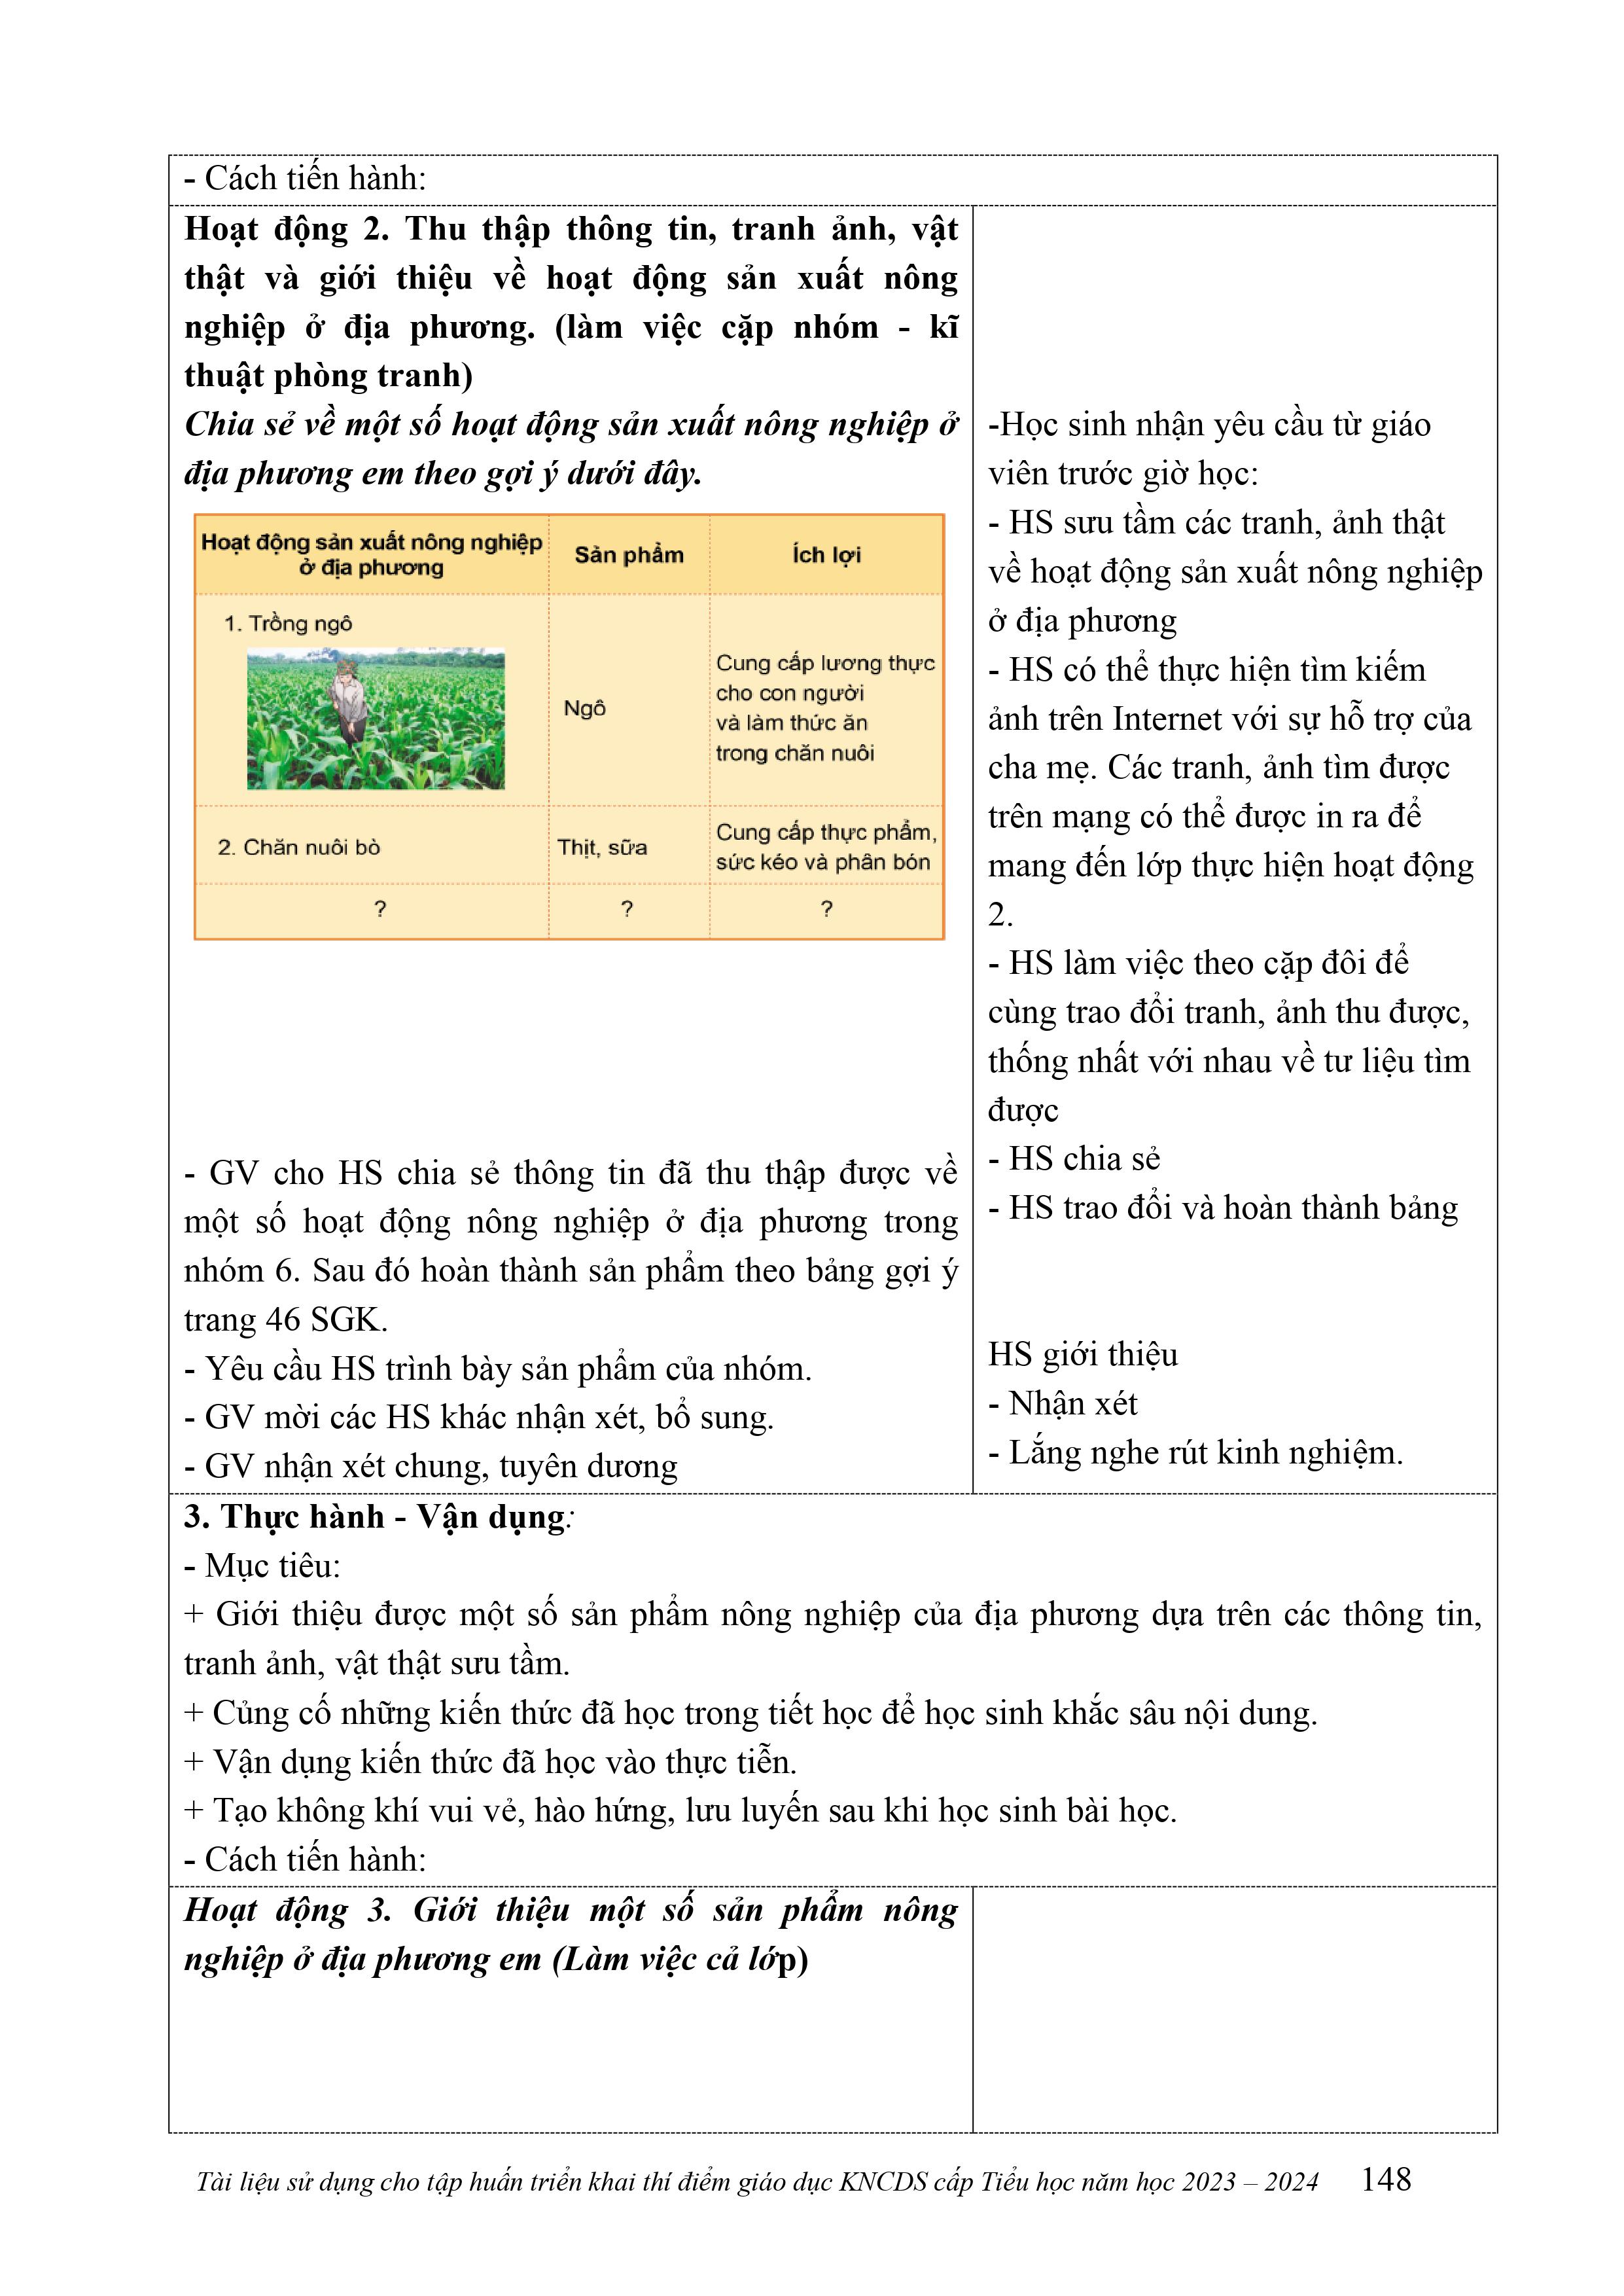 - Cách tiến hành:
Hoạt động 2. Thu thập thông tin, tranh ảnh, vật
thật và giới thiệu về hoạt động sản xuất nông
nghiệp ở địa phương. (làm việc cặp nhóm - kĩ
thuật phòng tranh)
Chia sẻ về một số hoạt động sản xuất nông nghiệp ở
địa phương em theo gợi ý dưới đây.
Hoạt động sản xuất nông nghiệp
ở địa phương
Sản phẩm
Ích lợi
1. Trồng ngô
Ngô
Cung cấp lương thực
cho con người
và làm thức ăn
trong chăn nuôi
2. Chăn nuôi bò
Thịt, sữa
Cung cấp thực phẩm,
sức kéo và phân bón
?
?
?
- GV cho HS chia sẻ thông tin đã thu thập được về
một số hoạt động nông nghiệp ở địa phương trong
nhóm 6. Sau đó hoàn thành sản phẩm theo bảng gợi ý
trang 46 SGK.
- Yêu cầu HS trình bày sản phẩm của nhóm.
- GV mời các HS khác nhận xét, bổ sung.
- GV nhận xét chung, tuyên dương
-Học sinh nhận yêu cầu từ giáo
viên trước giờ học:
- HS sưu tầm các tranh, ảnh thật
về hoạt động sản xuất nông nghiệp
ở địa phương
- HS có thể thực hiện tìm kiếm
ảnh trên Internet với sự hỗ trợ của
cha mẹ. Các tranh, ảnh tìm được
trên mạng có thể được in ra để
mang đến lớp thực hiện hoạt động
2.
- HS làm việc theo cặp đôi để
cùng trao đổi tranh, ảnh thu được,
thống nhất với nhau về tư liệu tìm
được
- HS chia sẻ
- HS trao đổi và hoàn thành bảng
HS giới thiệu
- Nhận xét
- Lắng nghe rút kinh nghiệm.
3. Thực hành - Vận dụng:
- Mục tiêu:
+ Giới thiệu được một số sản phẩm nông nghiệp của địa phương dựa trên các thông tin,
tranh ảnh, vật thật sưu tầm.
+ Củng cố những kiến thức đã học trong tiết học để học sinh khắc sâu nội dung.
+ Vận dụng kiến thức đã học vào thực tiễn.
+ Tạo không khí vui vẻ, hào hứng, lưu luyến sau khi học sinh bài học.
- Cách tiến hành:
Hoạt động 3. Giới thiệu một số sản phẩm nông
nghiệp ở địa phương em (Làm việc cả lớp)
Tài liệu sử dụng cho tập huấn triển khai thí điểm giáo dục KNCDS cấp Tiểu học năm học 2023 – 2024 148